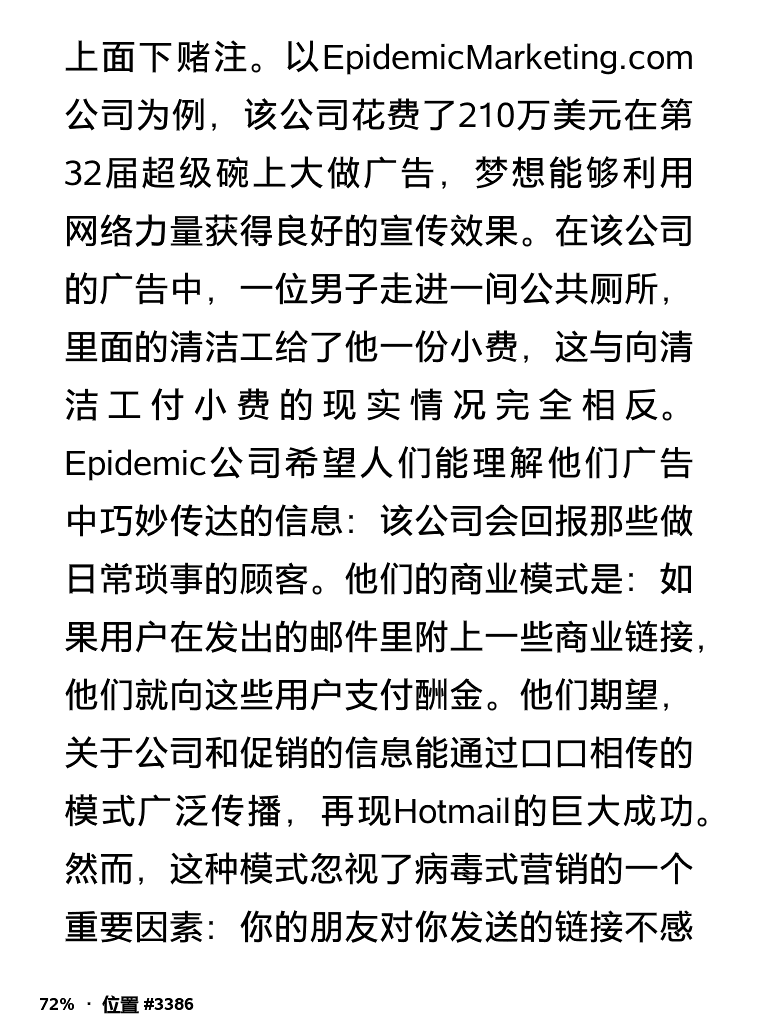 上面下赌注。以EpidemicMarketing.com
公司为例，该公司花费了210万美元在第
32届超级碗上大做广告，梦想能够利用
网络力量获得良好的宣传效果。在该公司
的广告中，一位男子走进一间公共厕所，
里面的清洁工给了他一份小费，这与向清
洁工付小费的现实情况完全相反。
Epidemic公司希望人们能理解他们广告
中巧妙传达的信息：该公司会回报那些做
日常琐事的顾客。他们的商业模式是：如
果用户在发出的邮件里附上一些商业链接，
他们就向这些用户支付酬金。他们期望，
关于公司和促销的信息能通过口口相传的
模式广泛传播，再现Hotmail的巨大成功。
然而，这种模式忽视了病毒式营销的一个
重要因素：你的朋友对你发送的链接不感
72% · 位置 #3386